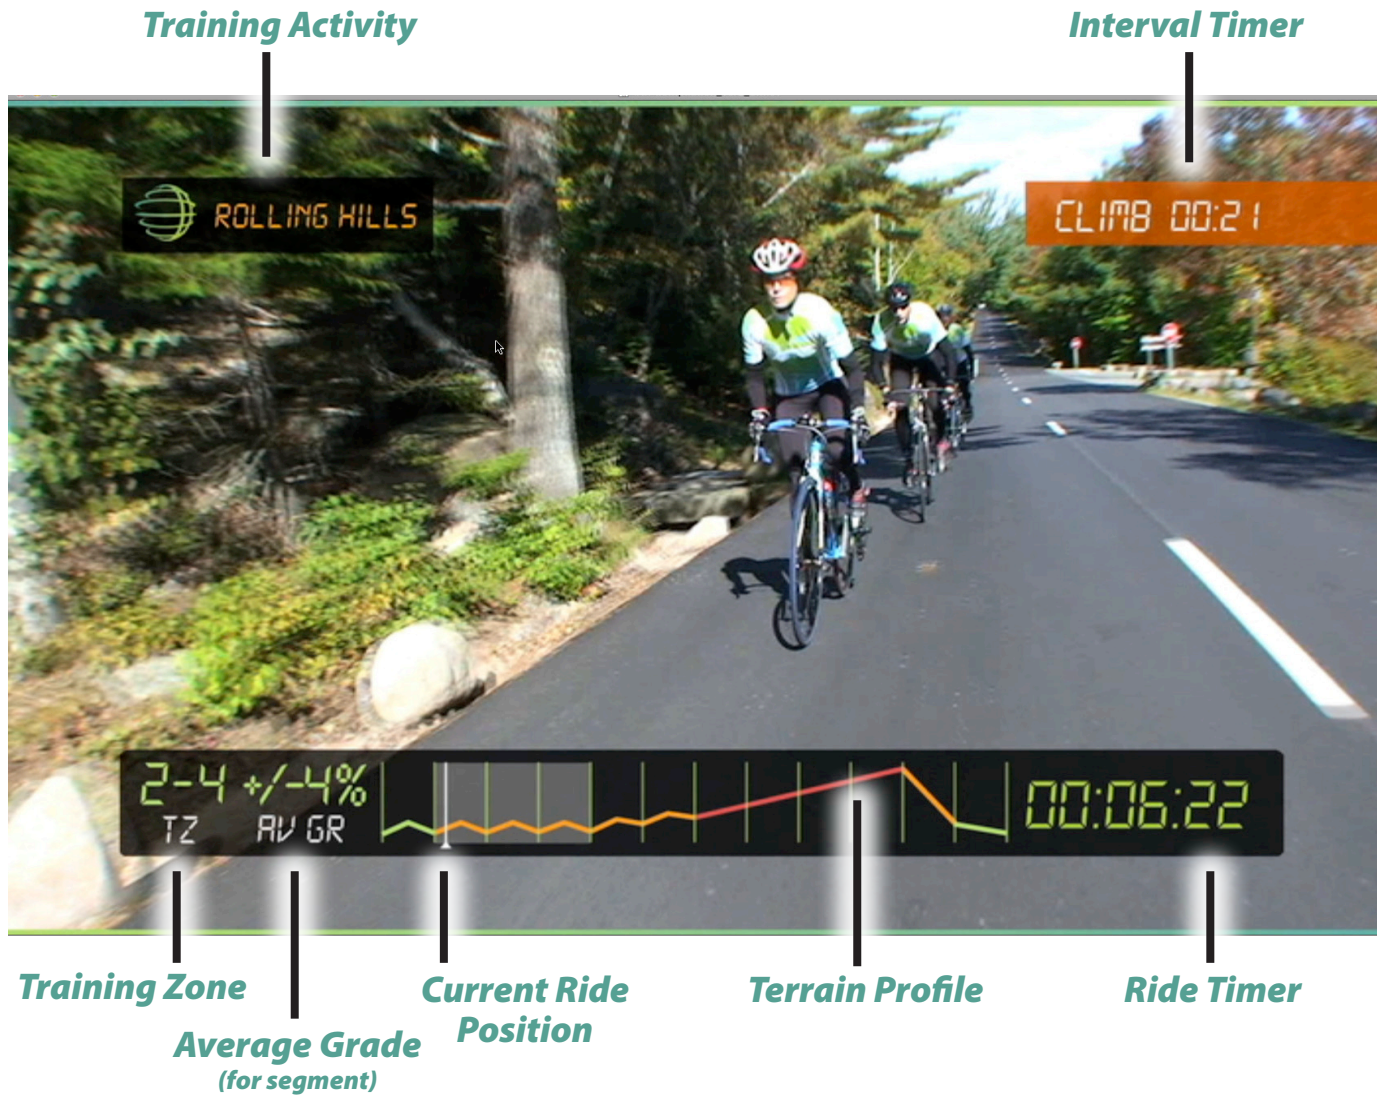 Training Activity
Interval Timer
ROLLING HILLS
CLIMB 00:21
2-4 +/-4%
TZ AV GR
00:06:22
Training Zone
Current Ride
Position
Terrain Profile
Ride Timer
Average Grade
(for segment)